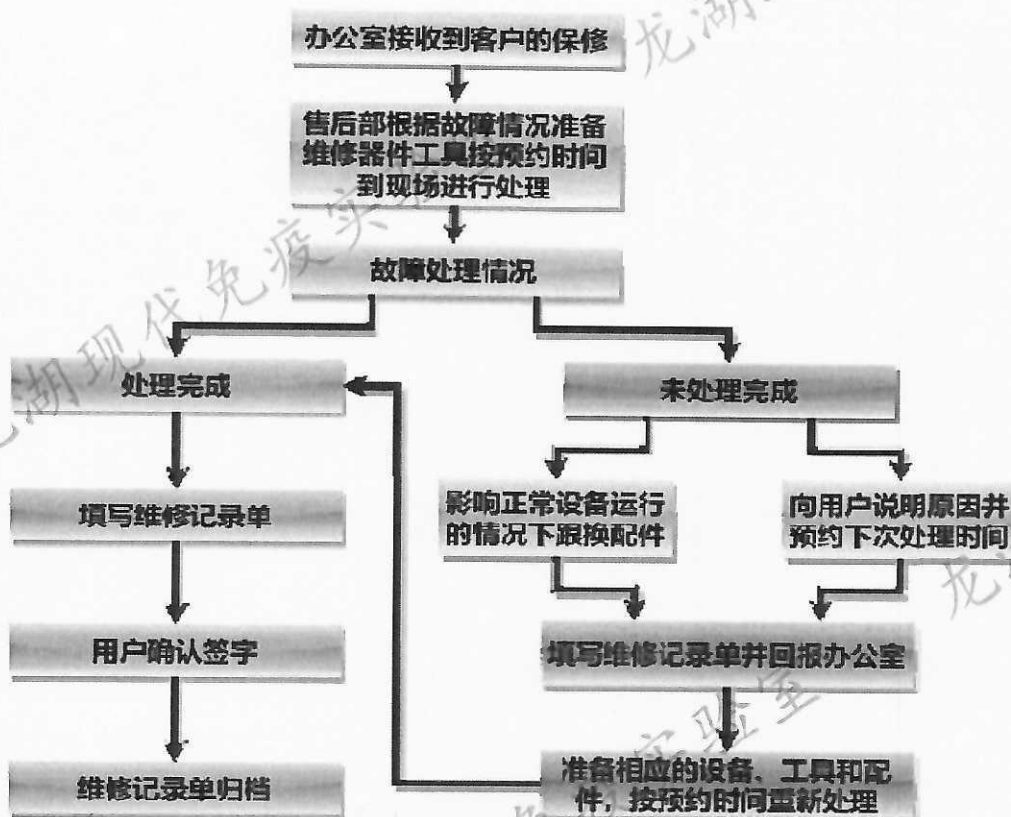 办公室接收到客户的保修
售后部根据故障情况准备
维修器件工具按预约时间
到现场进行处理
故障处理情况
处理完成
未处理完成
填写维修记录单
影响正常设备运行
的情况下跟换配件
向用户说明原因并
预约下次处理时间
用户确认签字
填写维修记录单并回报办公室
维修记录单归档
准备相应的设备、工具和配
件,按预约时间重新处理
龙湖
湖现代免疫实
龙
实验室